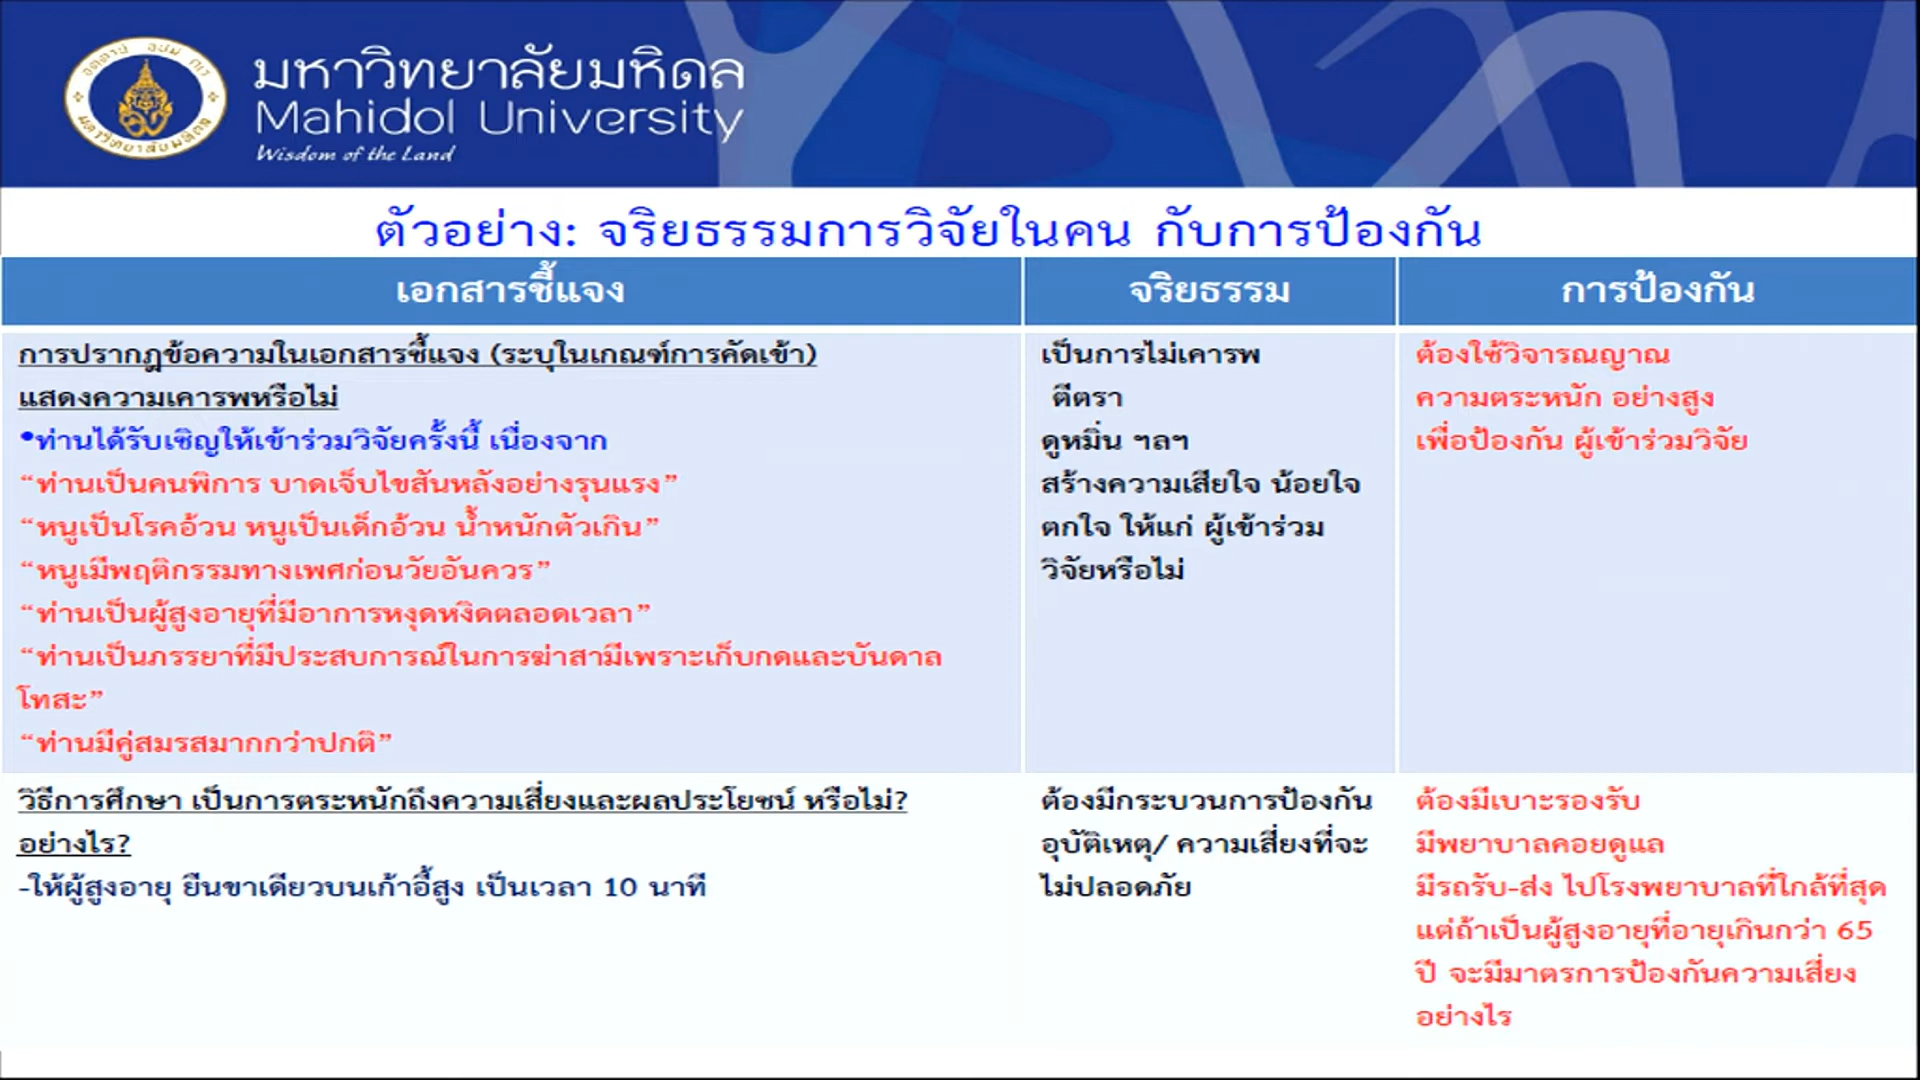 มหาวิทยาลัยมหิดล
Mahidol University
Wisdom of the Land
ตัวอย่าง: จริยธรรมการวิจัยในคน กับการป้องกัน
เอกสารชี้แจง
จริยธรรม
การป้องกัน
การปรากฏข้อความในเอกสารชี้แจง (ระบุในเกณฑ์การคัดเข้า)
แสดงความเคารพหรือไม่
•ท่านได้รับเชิญให้เข้าร่วมวิจัยครั้งนี้ เนื่องจาก
“ท่านเป็นคนพิการ บาดเจ็บไขสันหลังอย่างรุนแรง”
“หนูเป็นโรคอ้วน หนูเป็นเด็กอ้วน น้ำหนักตัวเกิน”
“หนูเมีพฤติกรรมทางเพศก่อนวัยอันควร”
“ท่านเป็นผู้สูงอายุที่มีอาการหงุดหงิดตลอดเวลา”
“ท่านเป็นภรรยาที่มีประสบการณ์ในการฆ่าสามีเพราะเก็บกดและบันดาล
โทสะ”
“ท่านมีคู่สมรสมากกว่าปกติ”
เป็นการไม่เคารพ
ตีตรา
ดูหมิ่น ฯลฯ
สร้างความเสียใจ น้อยใจ
ตกใจ ให้แก่ ผู้เข้าร่วม
วิจัยหรือไม่
ต้องใช้วิจารณญาณ
ความตระหนัก อย่างสูง
เพื่อป้องกัน ผู้เข้าร่วมวิจัย
วิธีการศึกษา เป็นการตระหนักถึงความเสี่ยงและผลประโยชน์ หรือไม่?
อย่างไร?
-ให้ผู้สูงอายุ ยืนขาเดียวบนเก้าอี้สูง เป็นเวลา 10 นาที
ต้องมีกระบวนการป้องกัน
อุบัติเหตุ/ ความเสี่ยงที่จะ
ไม่ปลอดภัย
ต้องมีเบาะรองรับ
มีพยาบาลคอยดูแล
มีรถรับ-ส่ง ไปโรงพยาบาลที่ใกล้ที่สุด
แต่ถ้าเป็นผู้สูงอายุที่อายุเกินกว่า 65
ปี จะมีมาตรการป้องกันความเสี่ยง
อย่างไร